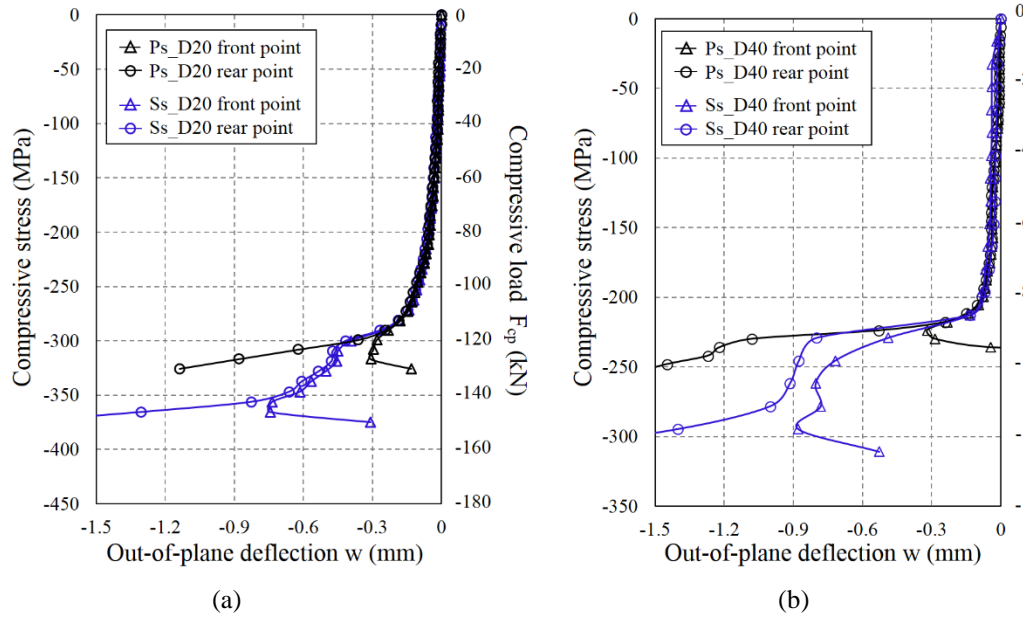 Compressive stress (MPa)
0
-50
-100
-150
-200
-250
-300
-350
-400
-450
Ps_D20 front point
Ps_D20 rear point
Ss_D20 front point
Ss_D20 rear point
0
-20
-40
-60
-80
-100
-120
-140
-160
-180
Compressive load F_cp (kN)
-1.5 -1.2 -0.9 -0.6 -0.3 0
Out-of-plane deflection w (mm)
(a)
Compressive stress (MPa)
0
-50
-100
-150
-200
-250
-300
-350
Ps_D40 front point
Ps_D40 rear point
Ss_D40 front point
Ss_D40 rear point
0
-1.5 -1.2 -0.9 -0.6 -0.3 0
Out-of-plane deflection w (mm)
(b)